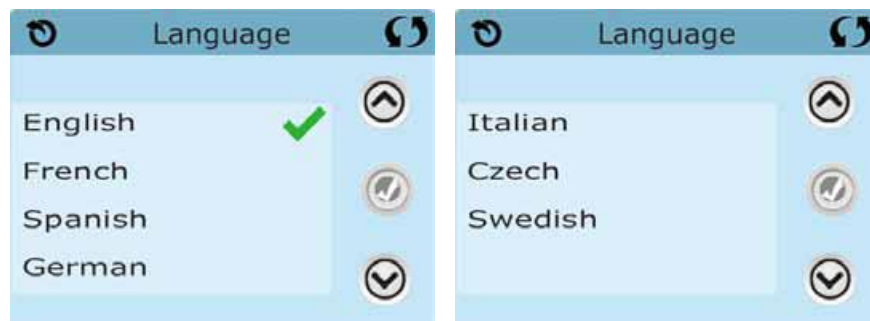 Language
English
French
Spanish
German
Language
Italian
Czech
Swedish